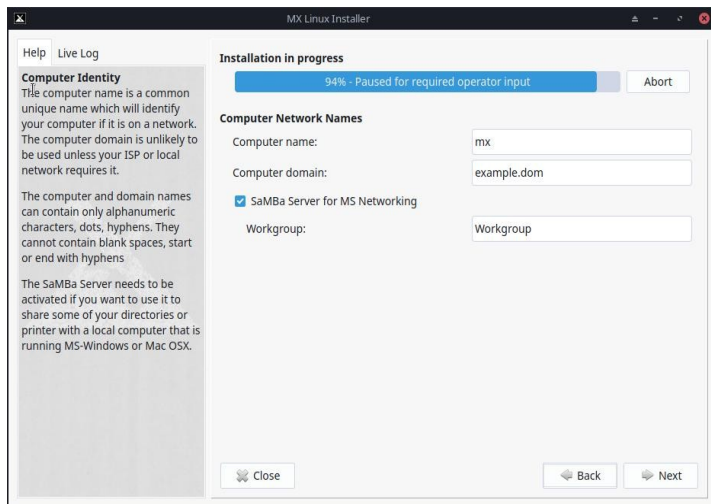 MX Linux Installer
Help
Live Log
Computer Identity
The computer name is a common
unique name which will identify
your computer if it is on a network.
The computer domain is unlikely to
be used unless your ISP or local
network requires it.
The computer and domain names
can contain only alphanumeric
characters, dots, hyphens. They
cannot contain blank spaces, start
or end with hyphens
The SaMBa Server needs to be
activated if you want to use it to
share some of your directories or
printer with a local computer that is
running MS-Windows or Mac OSX.
Installation in progress
94% - Paused for required operator input
Abort
Computer Network Names
Computer name:
mx
Computer domain:
example.dom
SaMBa Server for MS Networking
Workgroup:
Workgroup
Close
Back
Next